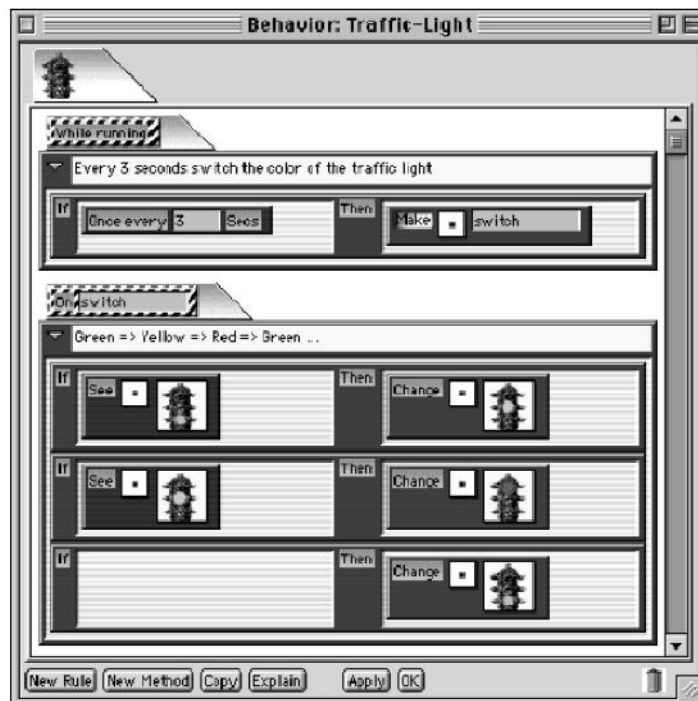 Behavior: Traffic-Light
While running
Every 3 seconds switch the color of the traffic light
If Once every 3 Secs Then Make switch
On switch
Green => Yellow => Red => Green ...
If See Then Change
If See Then Change
If Then Change
New Rule New Method Copy Explain Apply OK